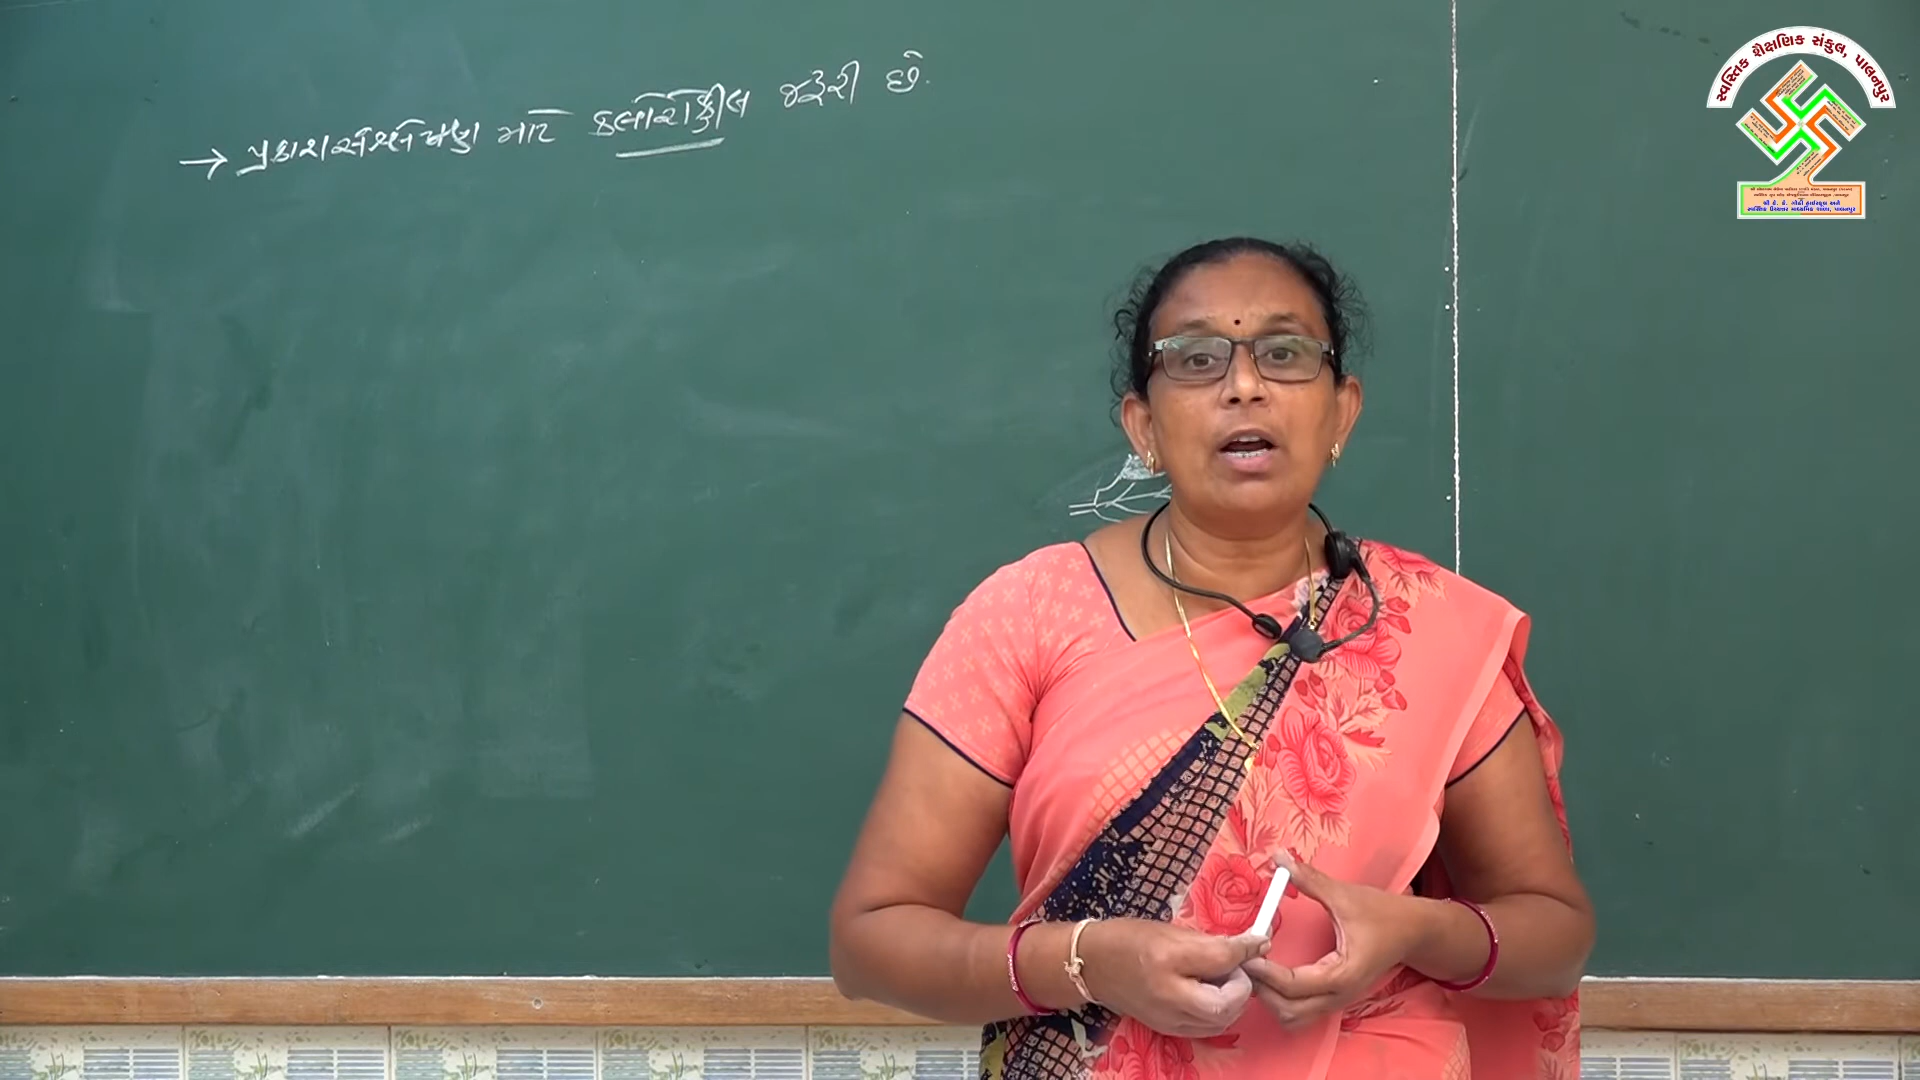 → પ્રકાશસંશ્લેષણ માટે ક્લોરોફીલ જરૂરી છે.
સ્વસ્તિક શૈક્ષણિક સંકુલ, પાલનપુર